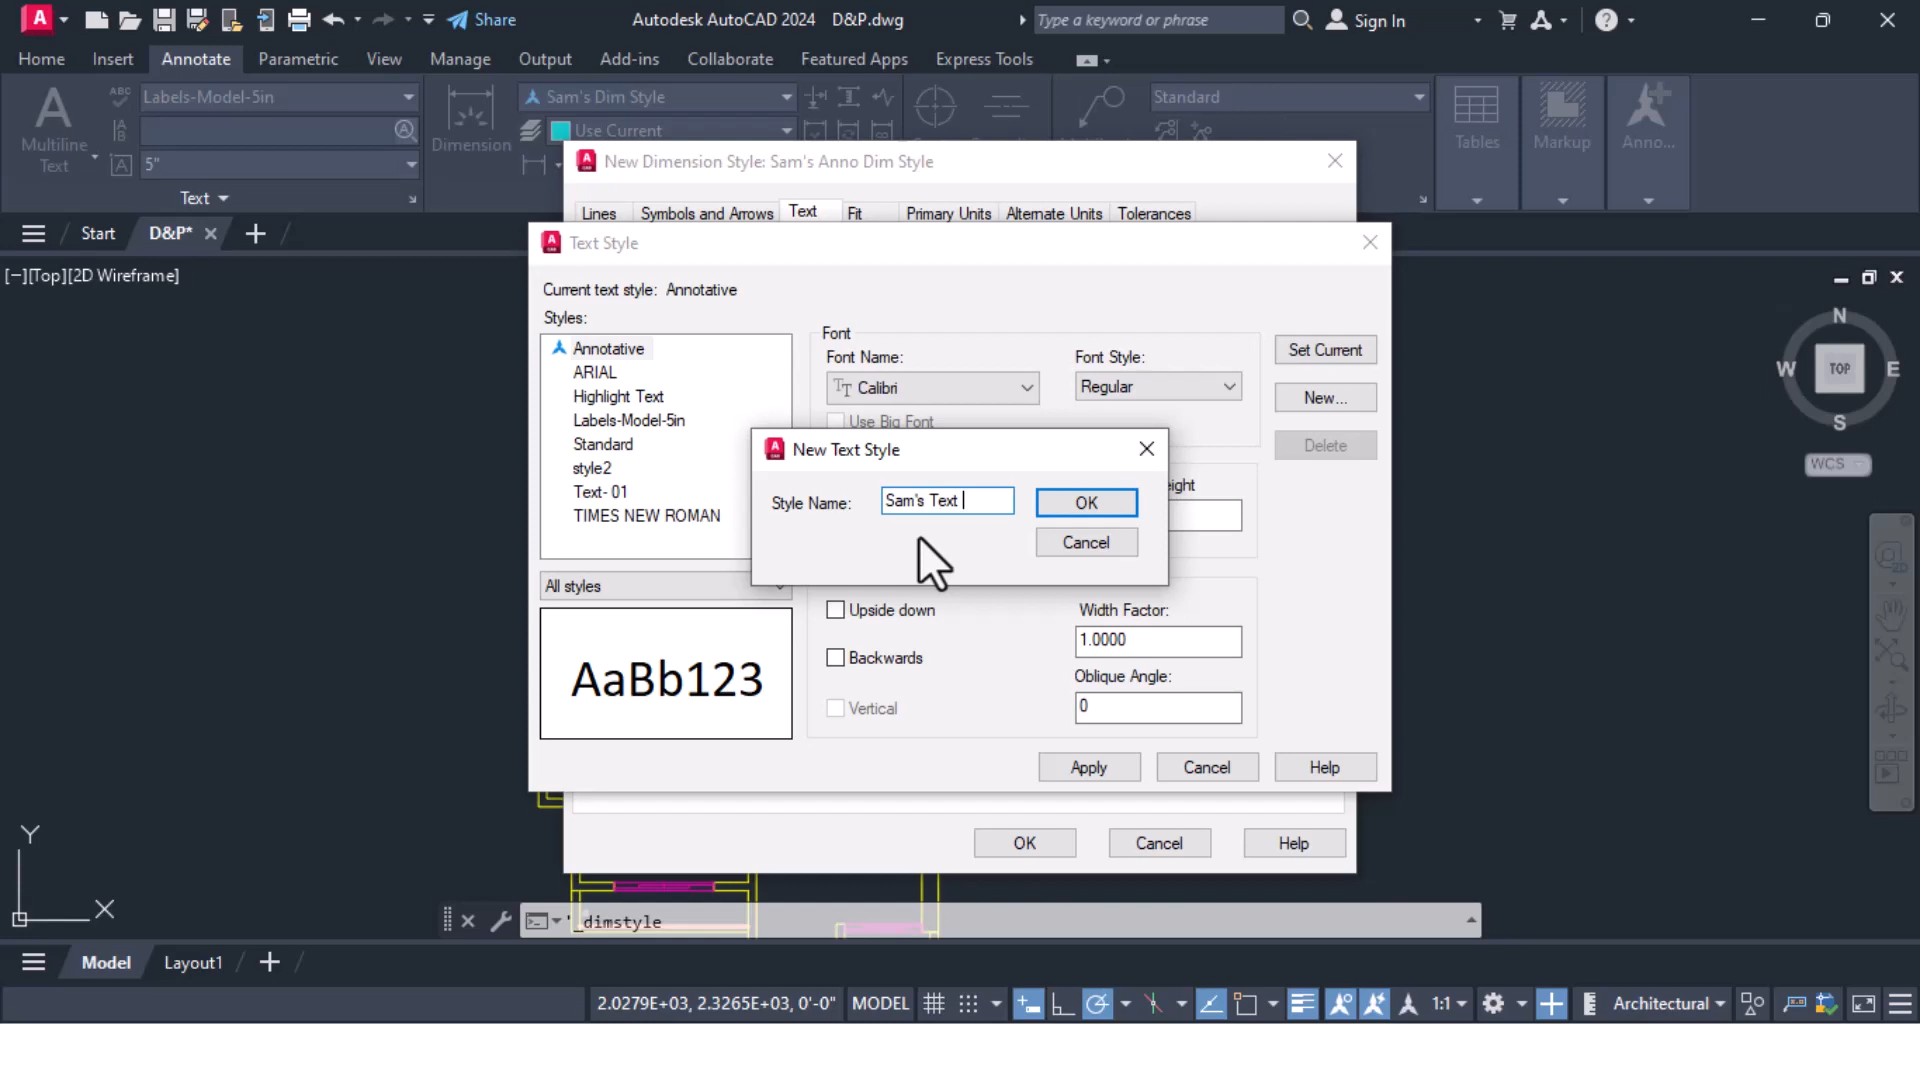 A Share Autodesk AutoCAD 2024 D&P.dwg Type a keyword or phrase Sign In
Home Insert Annotate Parametric View Manage Output Add-ins Collaborate Featured Apps Express Tools
Multiline Text
ABC Labels-Model-5in
5"
Text
Dimension
Sam's Dim Style
Use Current
Standard
Tables Markup Anno...
Start D&P*
[−][Top][2D Wireframe]
New Dimension Style: Sam's Anno Dim Style
Lines Symbols and Arrows Text Fit Primary Units Alternate Units Tolerances
Text Style
Current text style: Annotative
Styles:
Annotative
ARIAL
Highlight Text
Labels-Model-5in
Standard
style2
Text- 01
TIMES NEW ROMAN
All styles
AaBb123
Font
Font Name: Font Style:
Calibri Regular
Use Big Font
Set Current
New...
Delete
New Text Style
Style Name: Sam's Text OK
Cancel
eight
Upside down
Backwards
Vertical
Width Factor:
1.0000
Oblique Angle:
0
Apply Cancel Help
OK Cancel Help
N
W TOP E
S
WCS
2D
Y
X
'_dimstyle
Model Layout1
2.0279E+03, 2.3265E+03, 0'-0" MODEL 1:1 Architectural